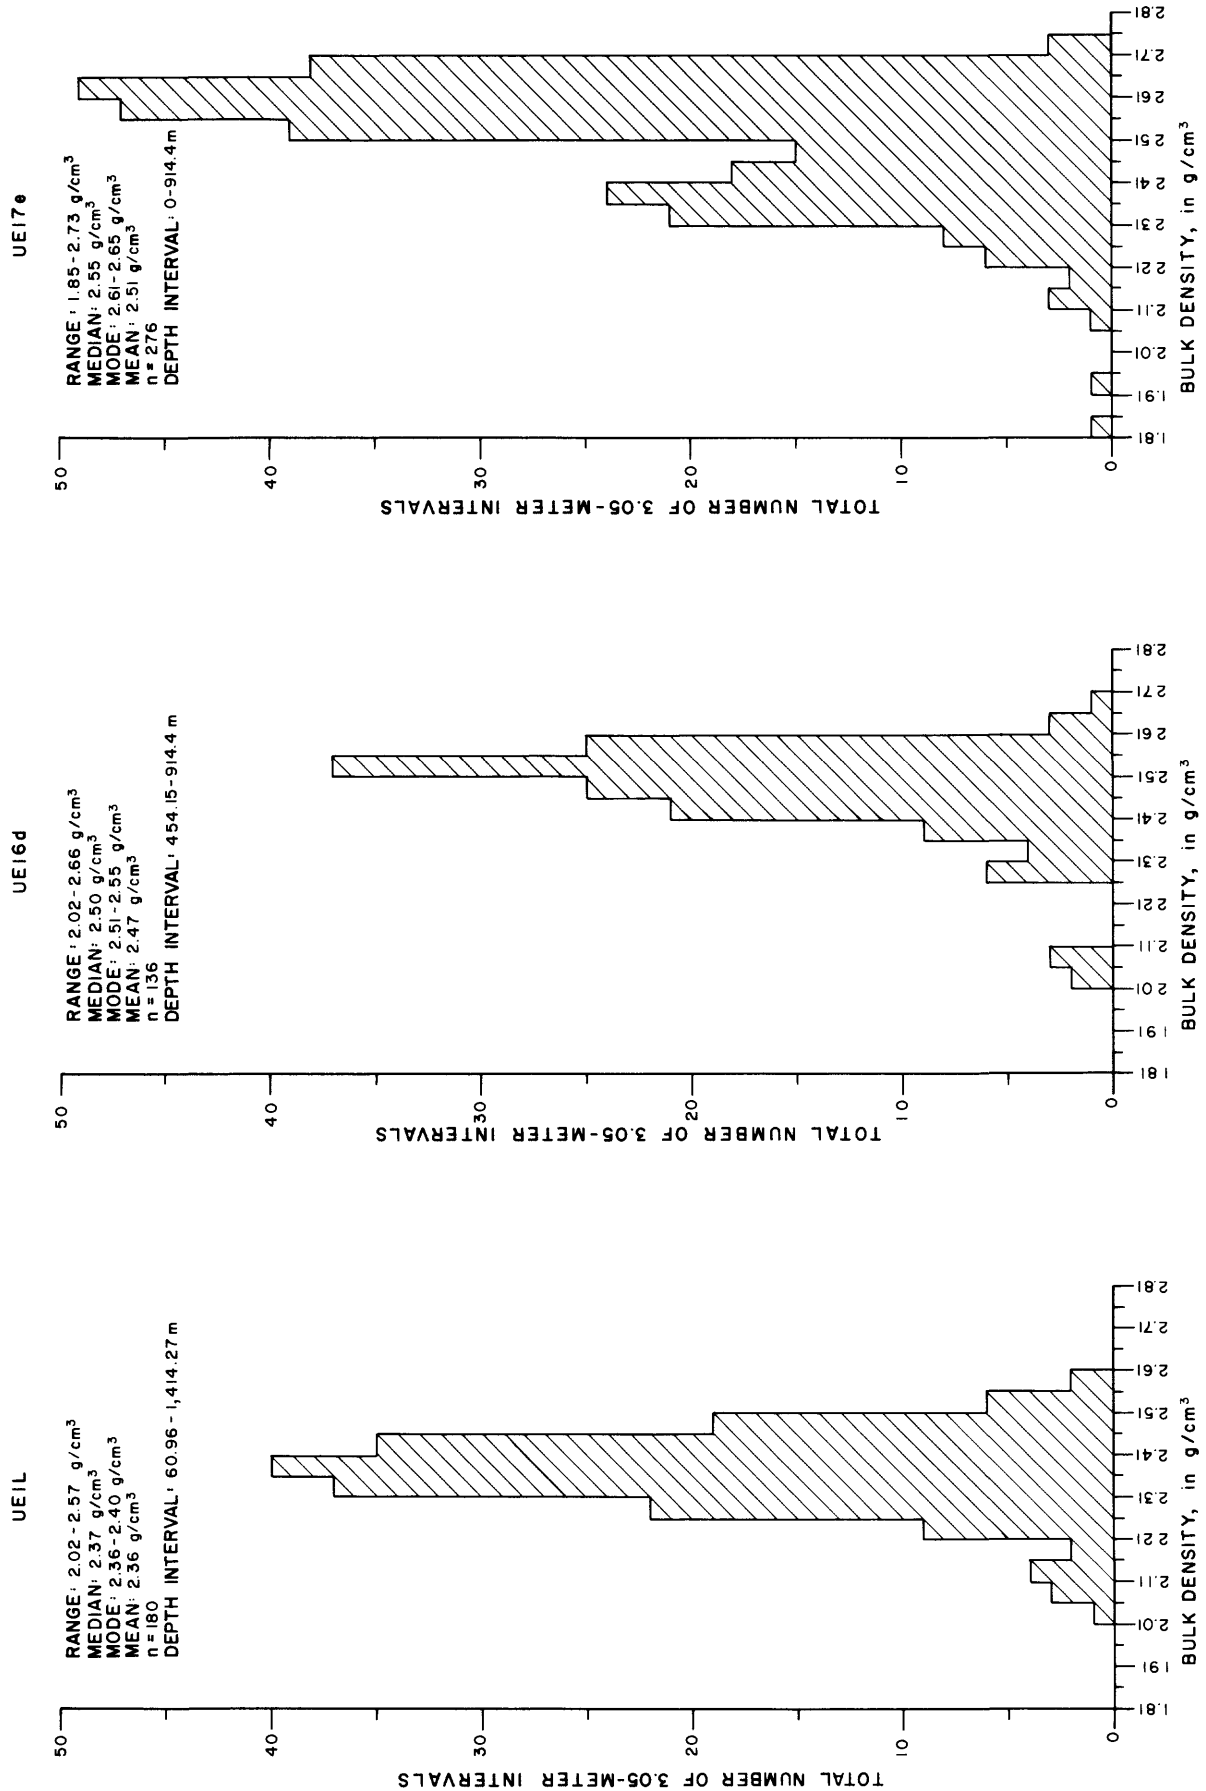 UE1L
RANGE: 2.02-2.57 g/cm³
MEDIAN: 2.37 g/cm³
MODE: 2.36-2.40 g/cm³
MEAN: 2.36 g/cm³
n=180
DEPTH INTERVAL: 60.96-1,414.27 m
TOTAL NUMBER OF 3.05-METER INTERVALS
50
40
30
20
10
0
1.81
1.91
2.01
2.11
2.21
2.31
2.41
2.51
2.61
2.71
2.81
BULK DENSITY, in g/cm³
UE16d
RANGE: 2.02-2.66 g/cm³
MEDIAN: 2.50 g/cm³
MODE: 2.51-2.55 g/cm³
MEAN: 2.47 g/cm³
n=136
DEPTH INTERVAL: 454.15-914.4 m
TOTAL NUMBER OF 3.05-METER INTERVALS
50
40
30
20
10
0
1.81
1.91
2.01
2.11
2.21
2.31
2.41
2.51
2.61
2.71
2.81
BULK DENSITY, in g/cm³
UE17e
RANGE: 1.85-2.73 g/cm³
MEDIAN: 2.55 g/cm³
MODE: 2.61-2.65 g/cm³
MEAN: 2.51 g/cm³
n=276
DEPTH INTERVAL: 0-914.4 m
TOTAL NUMBER OF 3.05-METER INTERVALS
50
40
30
20
10
0
1.81
1.91
2.01
2.11
2.21
2.31
2.41
2.51
2.61
2.71
2.81
BULK DENSITY, in g/cm³